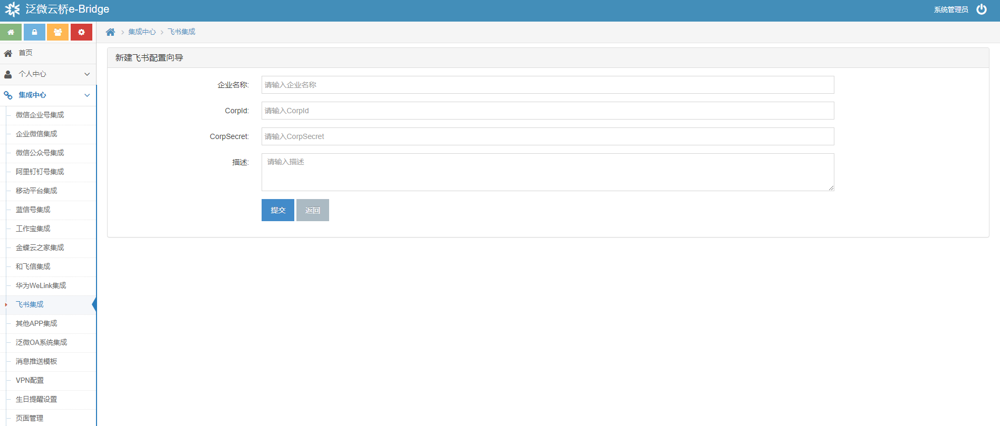 泛微云桥e-Bridge
系统管理员
集成中心
飞书集成
首页
个人中心
集成中心
微信企业号集成
企业微信集成
微信公众号集成
阿里钉钉号集成
移动平台集成
蓝信号集成
工作宝集成
金蝶云之家集成
和飞信集成
华为WeLink集成
飞书集成
其他APP集成
泛微OA系统集成
消息推送模板
VPN配置
生日提醒设置
页面管理
新建飞书配置向导
企业名称: 请输入企业名称
CorpId: 请输入CorpId
CorpSecret: 请输入CorpSecret
描述: 请输入描述
提交 返回